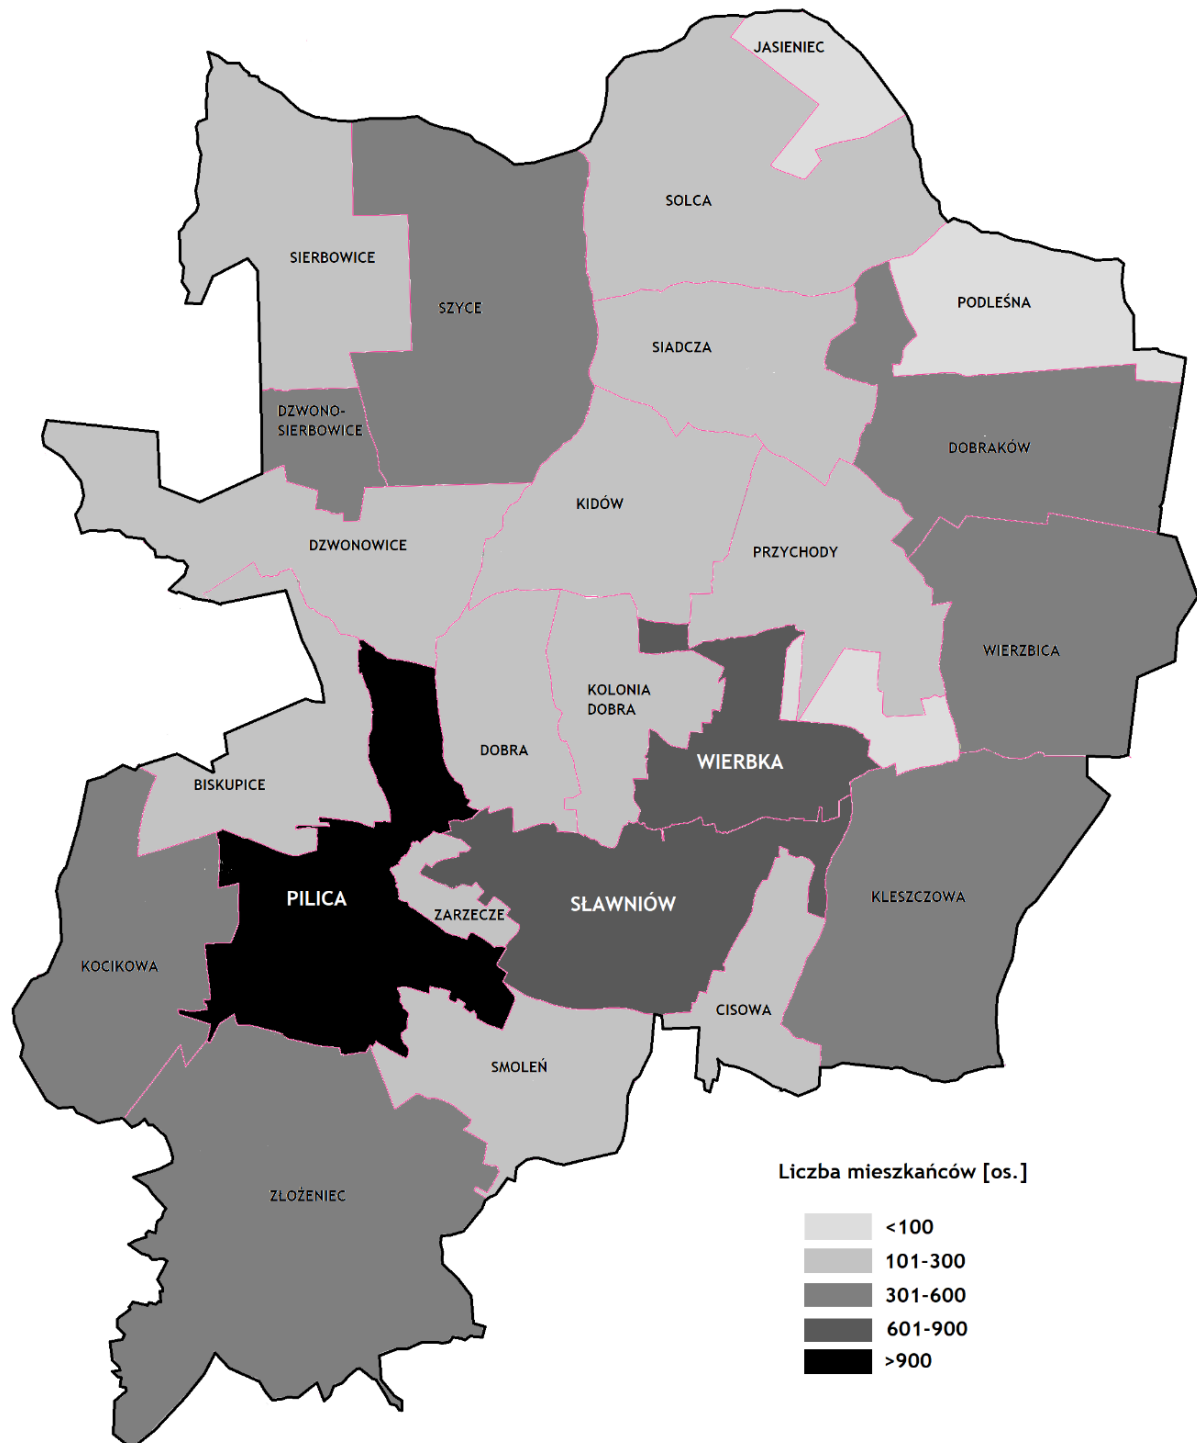 JASIENIEC
SOLCA
SIERBOWICE
SZYCE
PODLEŚNA
SIADCZA
DZWONO-
SIERBOWICE
DOBRAKÓW
KIDÓW
DZWONOWICE
PRZYCHODY
WIERZBICA
KOLONIA
DOBRA
DOBRA
WIERBKA
BISKUPICE
PILICA
SŁAWNIÓW
KLESZCZOWA
ZARZECZE
KOCIKOWA
CISOWA
SMOLEŃ
ZŁOŻENIEC
Liczba mieszkańców [os.]
<100
101-300
301-600
601-900
>900